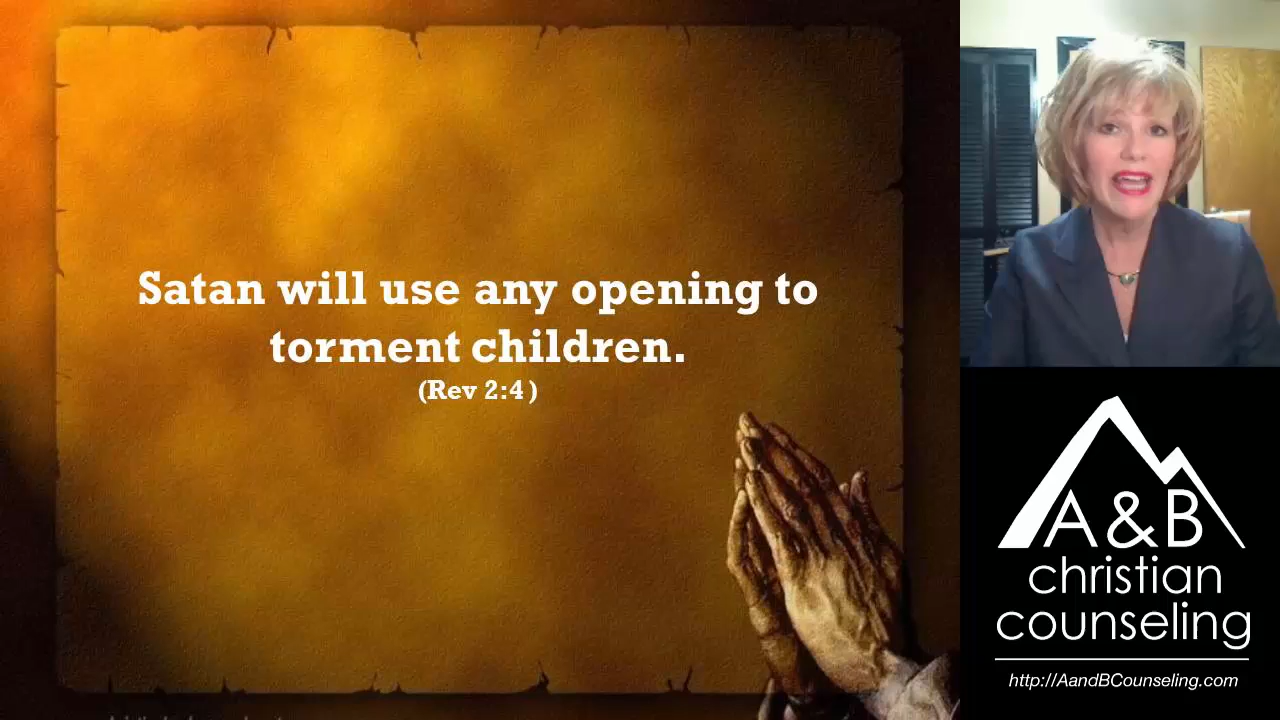 Satan will use any opening to
torment children.
(Rev 2:4 )
A & B
christian
counseling
http://AandBCounseling.com